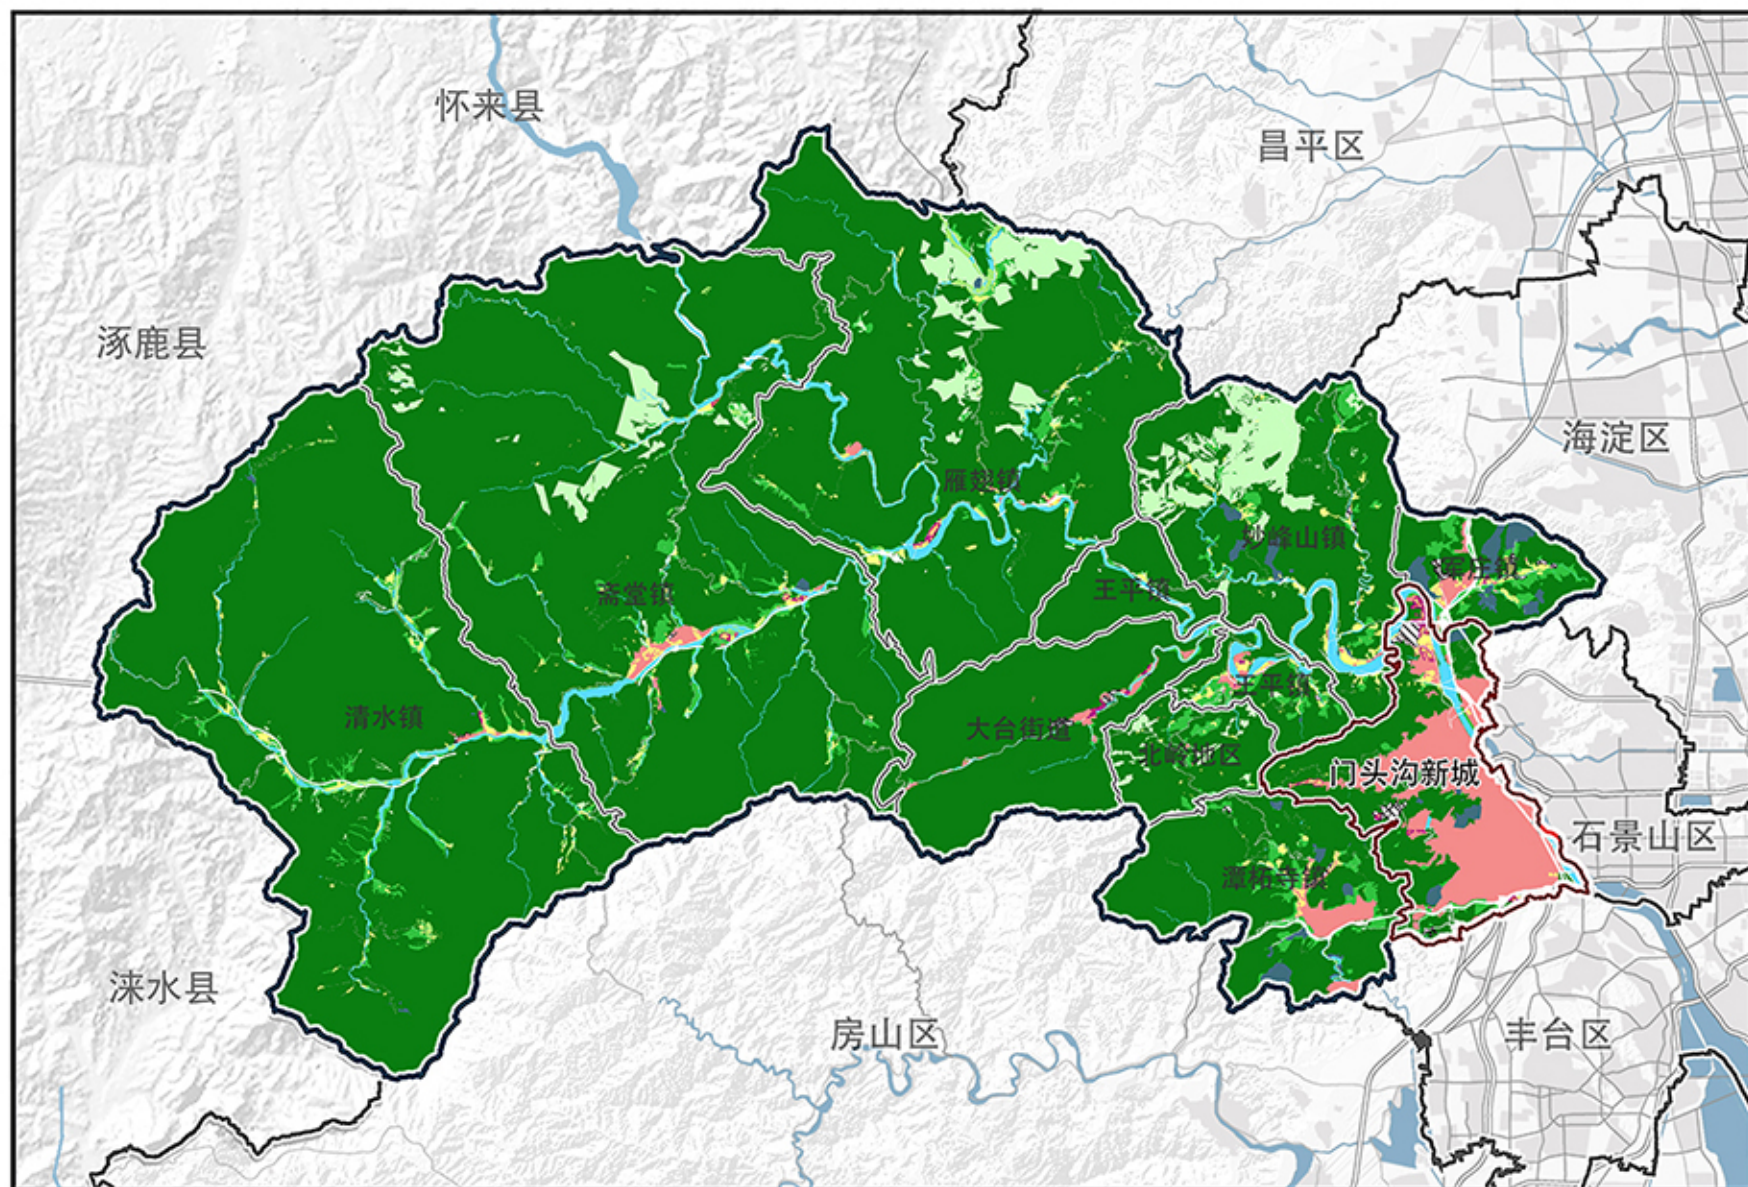 怀来县
昌平区
涿鹿县
海淀区
雁翅镇
妙峰山镇
军庄镇
斋堂镇
王平镇
王平镇
清水镇
大台街道
北岭地区
门头沟新城
石景山区
潭柘寺镇
涞水县
房山区
丰台区